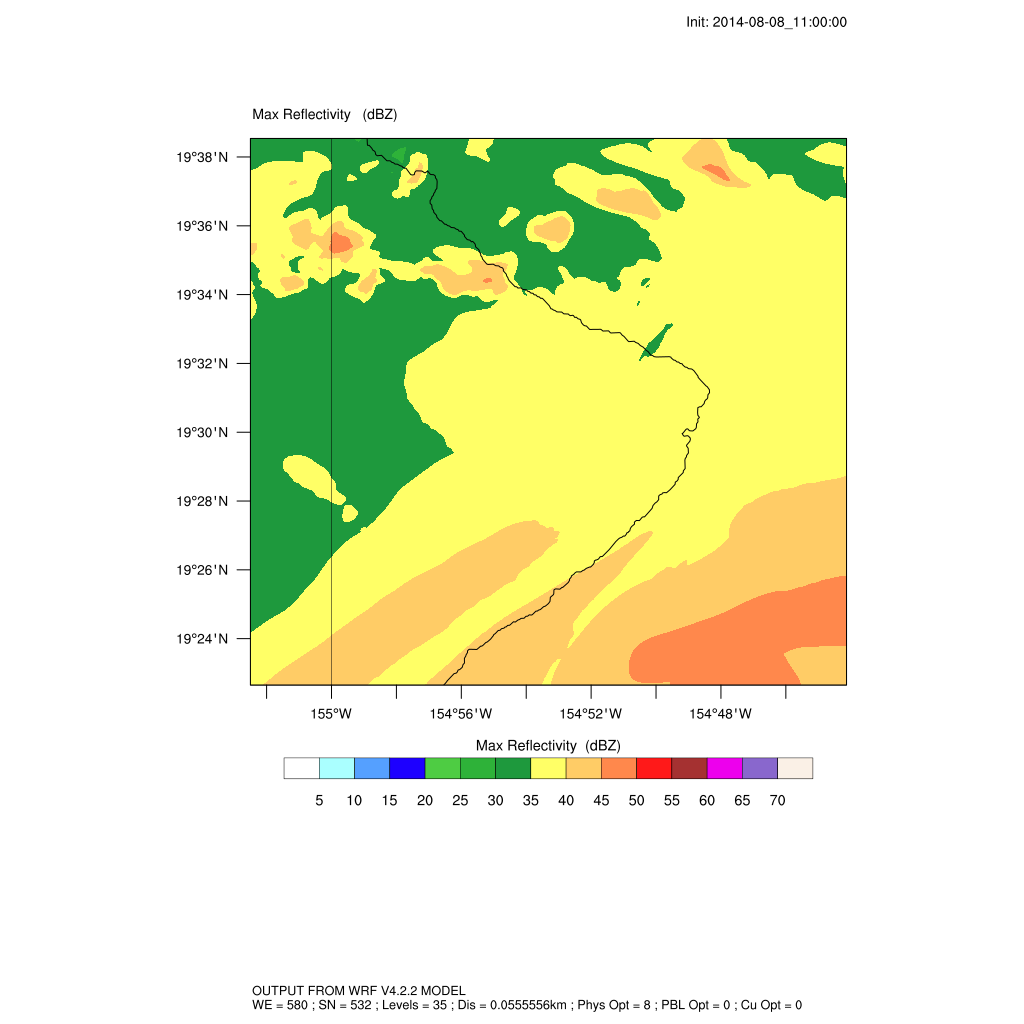 Init: 2014-08-08_11:00:00
Max Reflectivity   (dBZ)
19°38'N
19°36'N
19°34'N
19°32'N
19°30'N
19°28'N
19°26'N
19°24'N
155°W 154°56'W 154°52'W 154°48'W
Max Reflectivity  (dBZ)
5 10 15 20 25 30 35 40 45 50 55 60 65 70
OUTPUT FROM WRF V4.2.2 MODEL
WE = 580 ; SN = 532 ; Levels = 35 ; Dis = 0.0555556km ; Phys Opt = 8 ; PBL Opt = 0 ; Cu Opt = 0